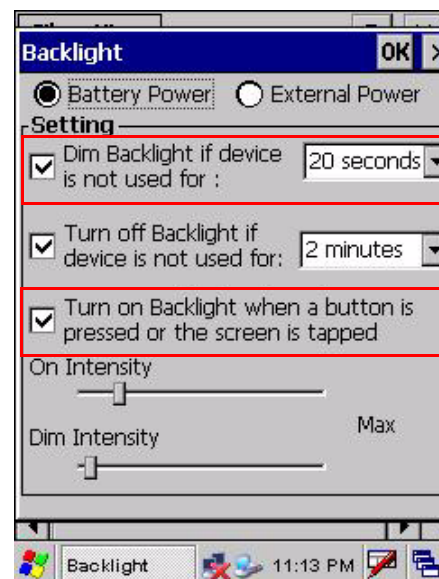 Backlight OK
Battery Power External Power
Setting
Dim Backlight if device
is not used for :
20 seconds
Turn off Backlight if
device is not used for:
2 minutes
Turn on Backlight when a button is
pressed or the screen is tapped
On Intensity
Max
Dim Intensity
Backlight 11:13 PM